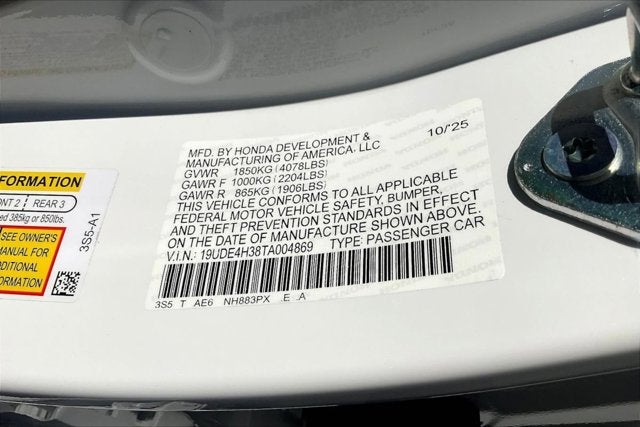 FORMATION
ONT 2 REAR 3
ed 385kg or 850lbs.
SEE OWNER'S
MANUAL FOR
DDITIONAL
FORMATION
3S5-A1
MFD. BY HONDA DEVELOPMENT & 10/'25
MANUFACTURING OF AMERICA, LLC
GVWR 1850KG (4078LBS)
GAWR F 1000KG (2204LBS)
GAWR R 865KG (1906LBS)
THIS VEHICLE CONFORMS TO ALL APPLICABLE
FEDERAL MOTOR VEHICLE SAFETY, BUMPER,
AND THEFT PREVENTION STANDARDS IN EFFECT
ON THE DATE OF MANUFACTURE SHOWN ABOVE.
V.i.N.: 19UDE4H38TA004869 TYPE: PASSENGER CAR
3S5 T AE6 NH883PX .E .A